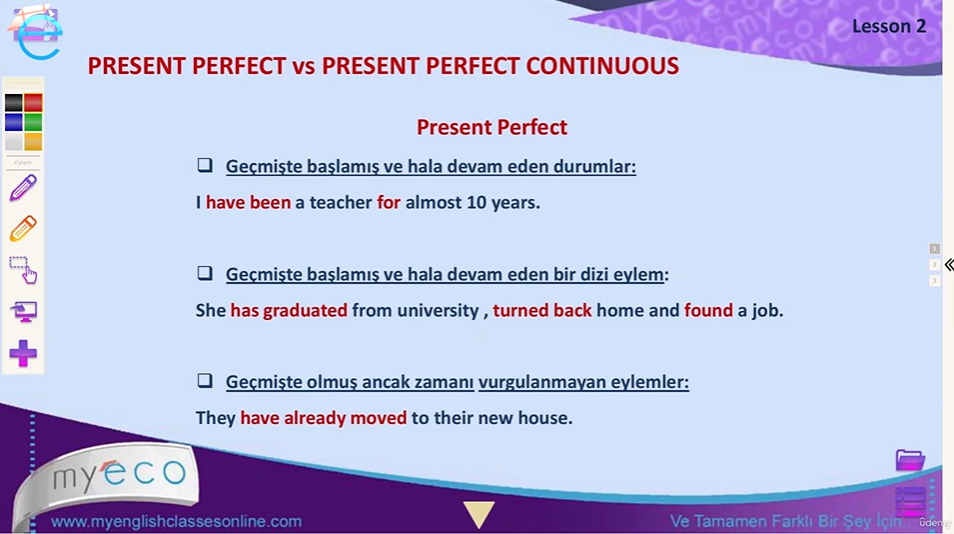 Lesson 2
PRESENT PERFECT vs PRESENT PERFECT CONTINUOUS
Present Perfect
Geçmişte başlamış ve hala devam eden durumlar:
I have been a teacher for almost 10 years.
Geçmişte başlamış ve hala devam eden bir dizi eylem:
She has graduated from university , turned back home and found a job.
Geçmişte olmuş ancak zamanı vurgulanmayan eylemler:
They have already moved to their new house.
Kalem
1
2
3
myeco
www.myenglishclassesonline.com
Ve Tamamen Farklı Bir Şey İçin...
ûdemy